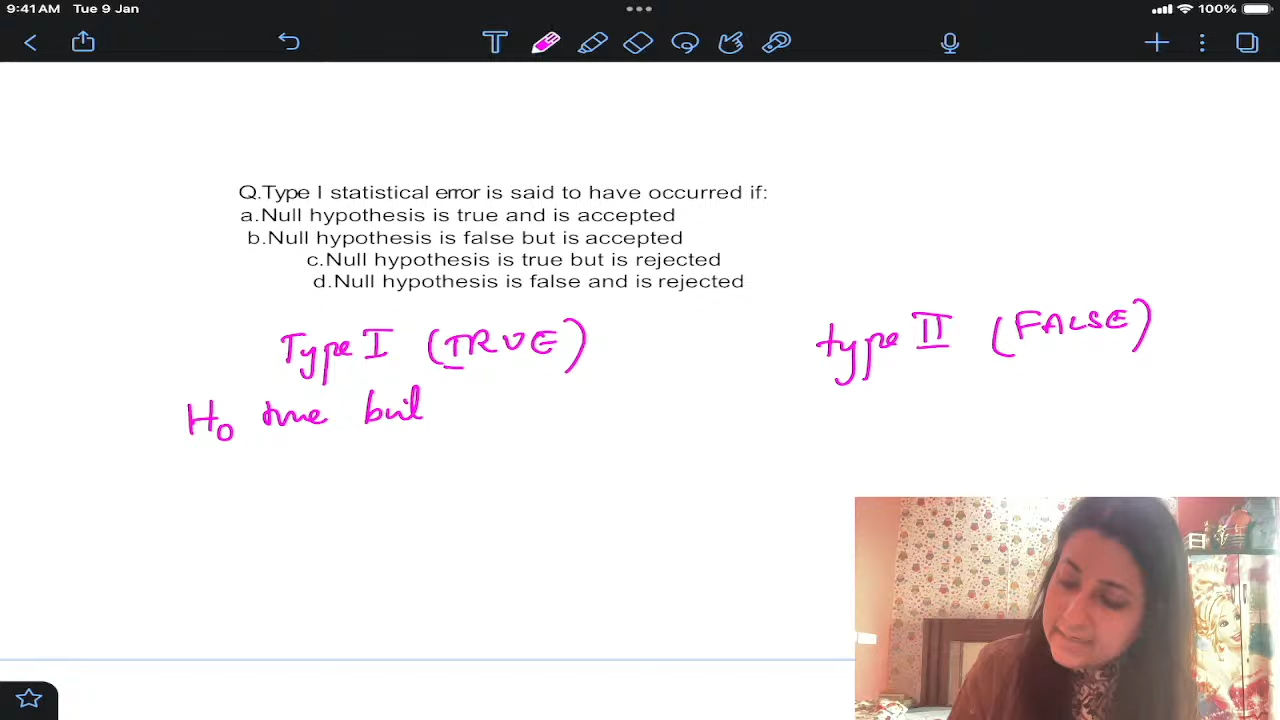 9:41 AM Tue 9 Jan
100%
T
Q.Type I statistical error is said to have occurred if:
a.Null hypothesis is true and is accepted
b.Null hypothesis is false but is accepted
c.Null hypothesis is true but is rejected
d.Null hypothesis is false and is rejected
Type I (TRUE)
type II (FALSE)
H0 true but